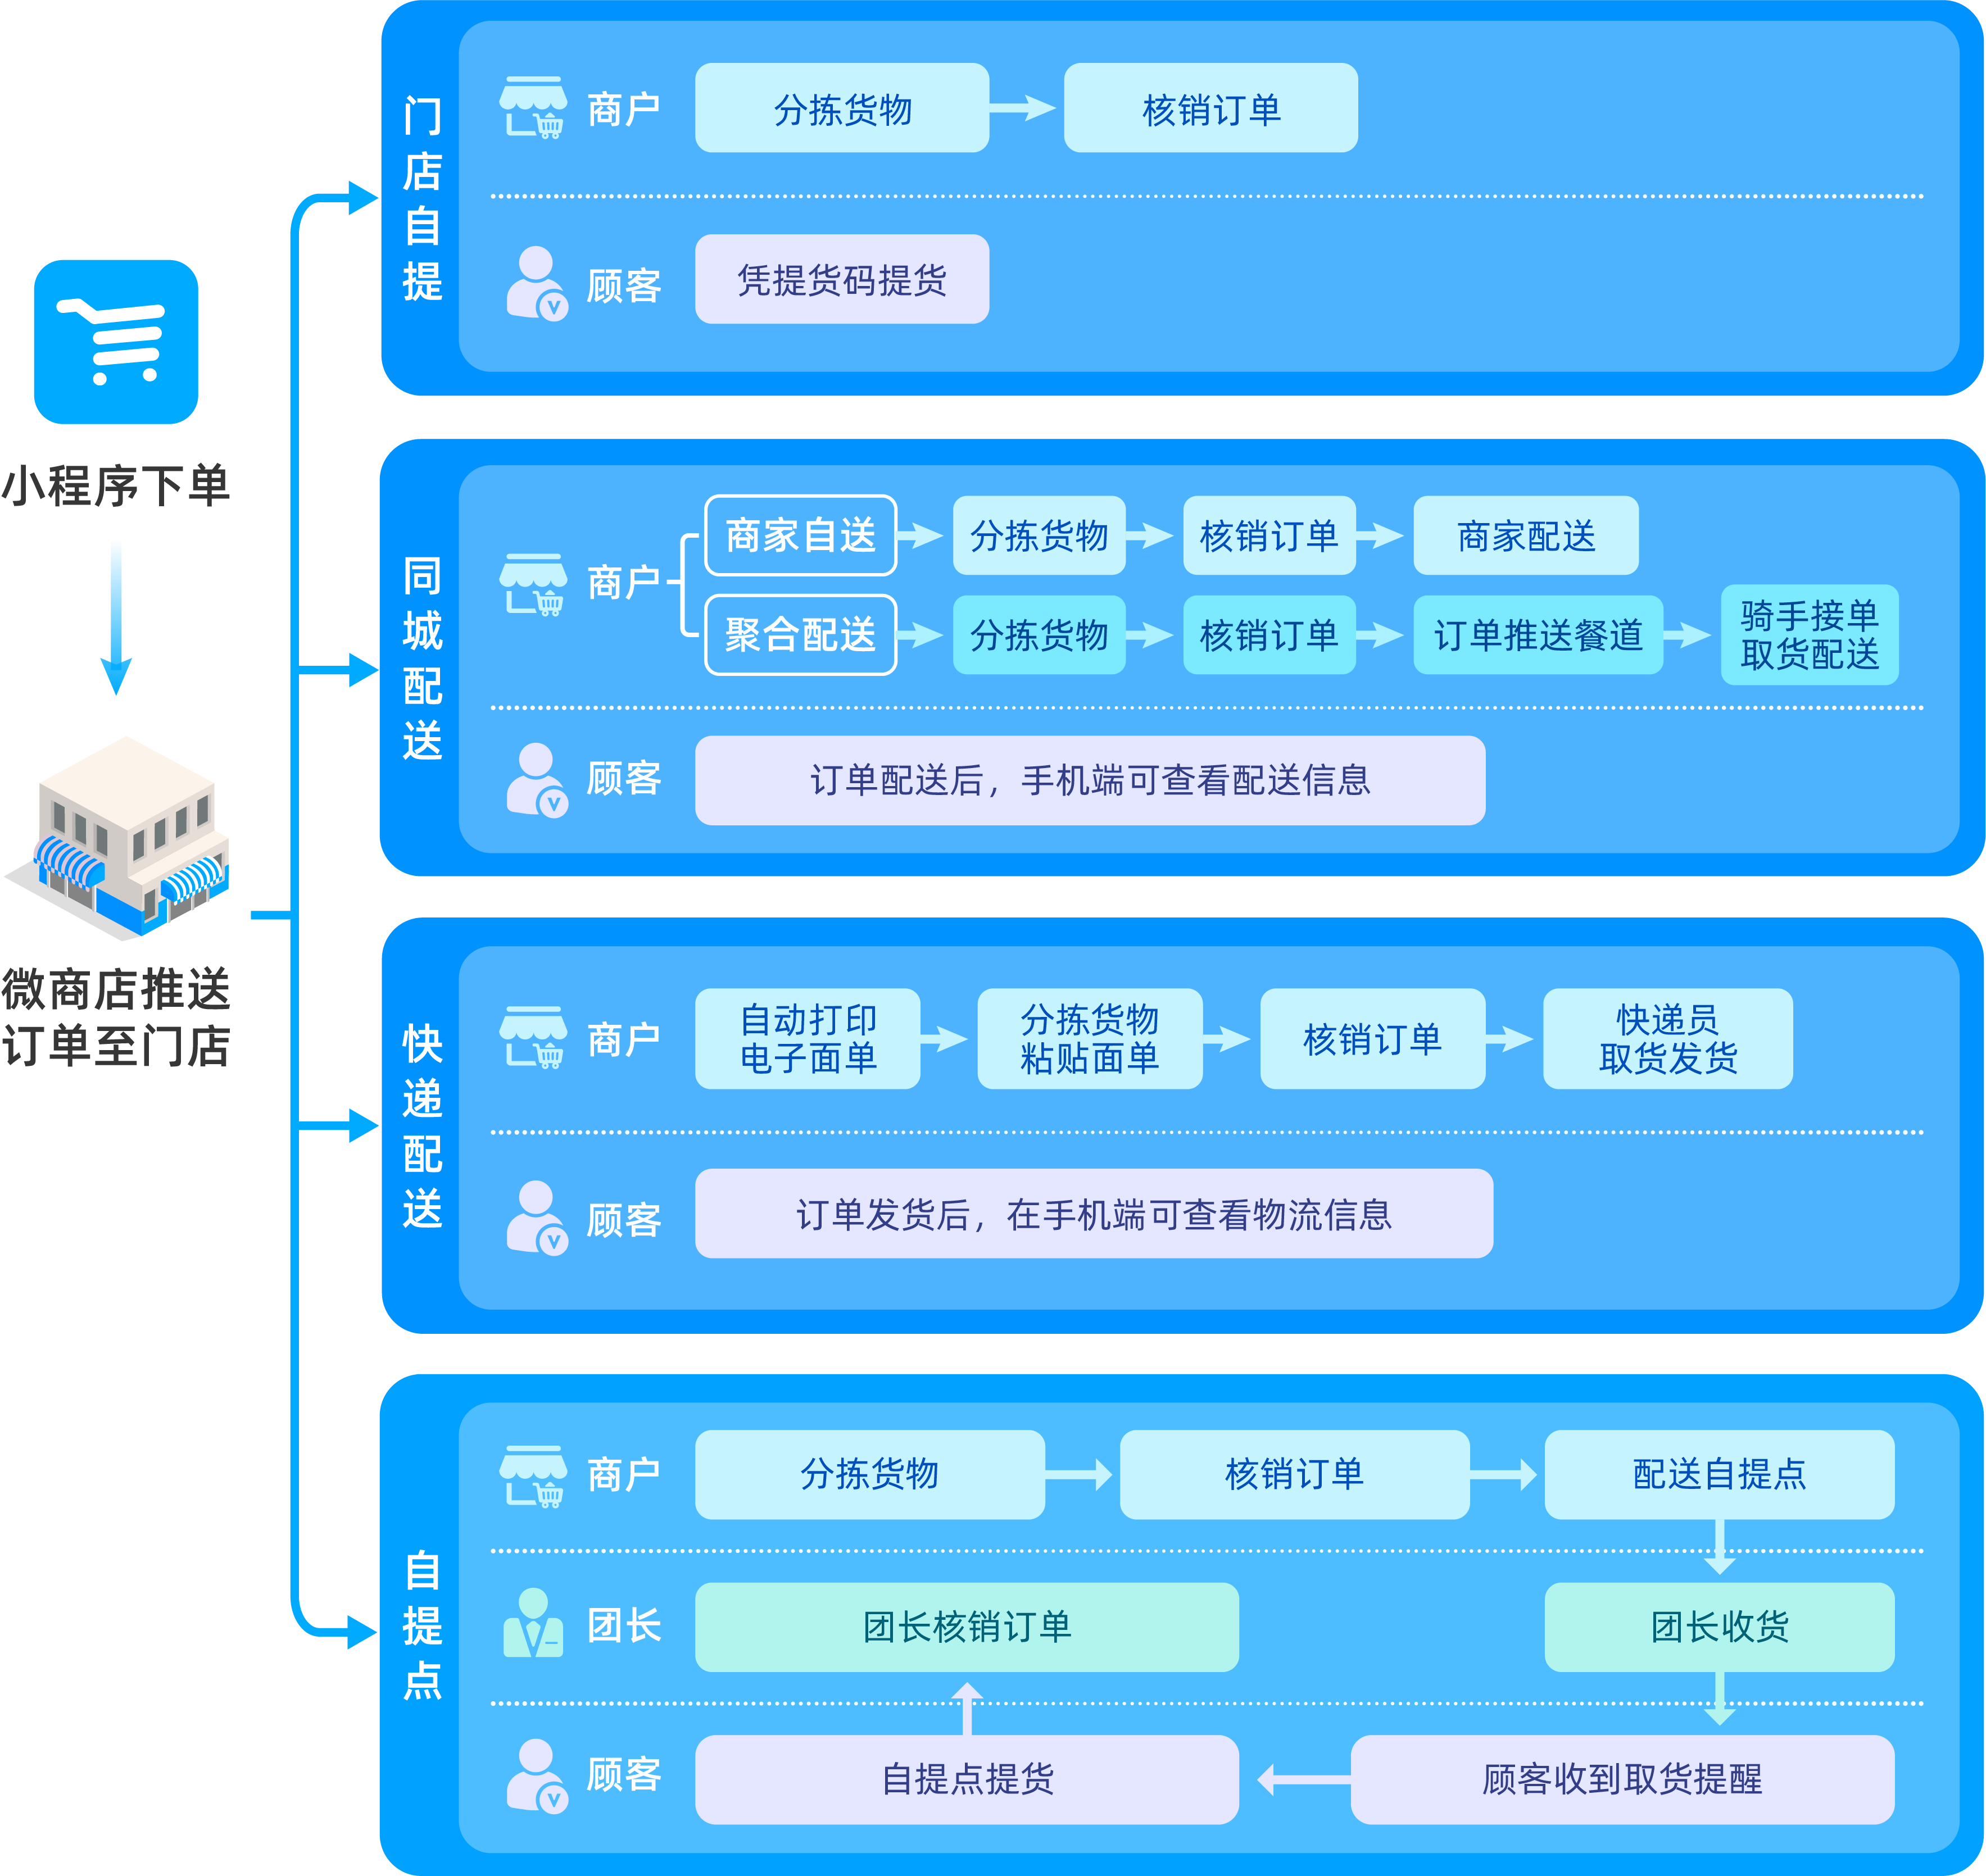 小程序下单
微商店推送
订单至门店
门店自提
商户
分拣货物
核销订单
顾客
凭提货码提货
同城配送
商户
商家自送
分拣货物
核销订单
商家配送
聚合配送
分拣货物
核销订单
订单推送餐道
骑手接单
取货配送
顾客
订单配送后，手机端可查看配送信息
快递配送
商户
自动打印
电子面单
分拣货物
粘贴面单
核销订单
快递员
取货发货
顾客
订单发货后，在手机端可查看物流信息
自提点
商户
分拣货物
核销订单
配送自提点
团长
团长核销订单
团长收货
顾客
自提点提货
顾客收到取货提醒